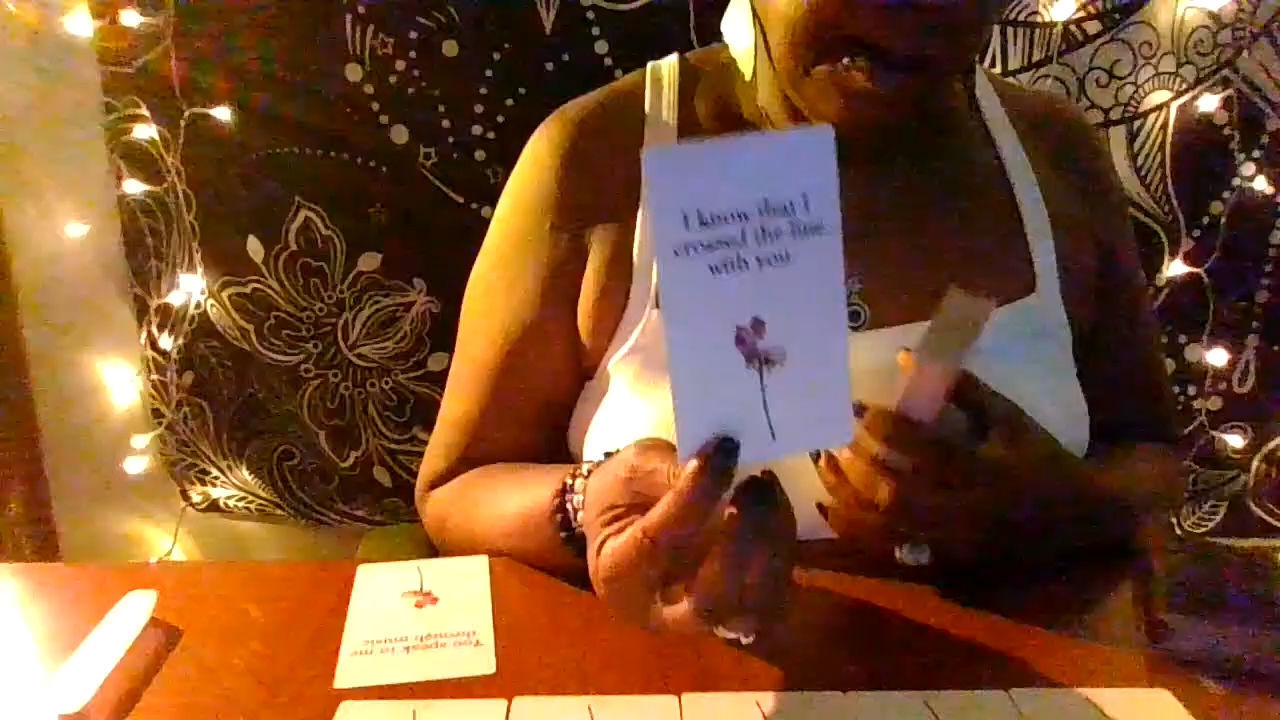 I know that I
crossed the line
with you.
You speak to me
through music